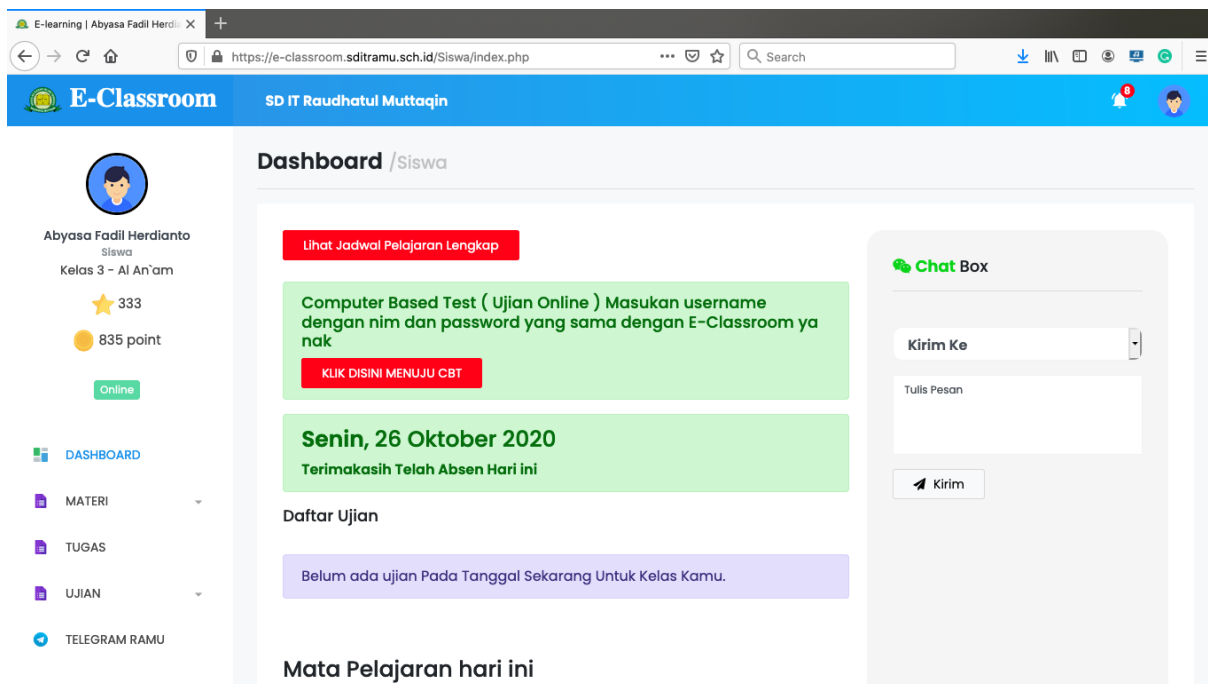 E-learning | Abyasa Fadil Herdia
https://e-classroom.sditramu.sch.id/Siswa/index.php
Search
E-Classroom
SD IT Raudhatul Muttaqin
8
Dashboard /Siswa
Abyasa Fadil Herdianto
Siswa
Kelas 3 - Al An`am
333
835 point
Online
DASHBOARD
MATERI
TUGAS
UJIAN
TELEGRAM RAMU
Lihat Jadwal Pelajaran Lengkap
Computer Based Test ( Ujian Online ) Masukan username
dengan nim dan password yang sama dengan E-Classroom ya
nak
KLIK DISINI MENUJU CBT
Senin, 26 Oktober 2020
Terimakasih Telah Absen Hari ini
Daftar Ujian
Belum ada ujian Pada Tanggal Sekarang Untuk Kelas Kamu.
Mata Pelajaran hari ini
Chat Box
Kirim Ke
Tulis Pesan
Kirim